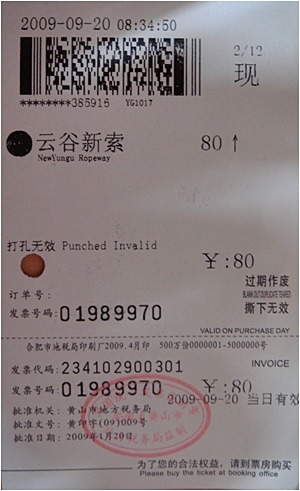 2009-09-20 08:34:50
2/12
现
********385916 YG1017
云谷新索 80↑
NewYungu Ropeway
打孔无效 Punched Invalid
¥:80
过期作废
订单号:
撕下无效
发票号码: 01989970
VALID ON PURCHASE DAY
合肥市地税局印刷厂2009.4月印 500万份0000001-5000000号
发票代码: 234102900301 INVOICE
发票号码: 01989970 ¥:80
2009-09-20 当日有效
批准机关: 黄山市地方税务局
批准文号: 黄印字(09)009号
批准日期: 2009年1月20日
为了您的合法权益,请到票房购买
Please buy the ticket at booking office